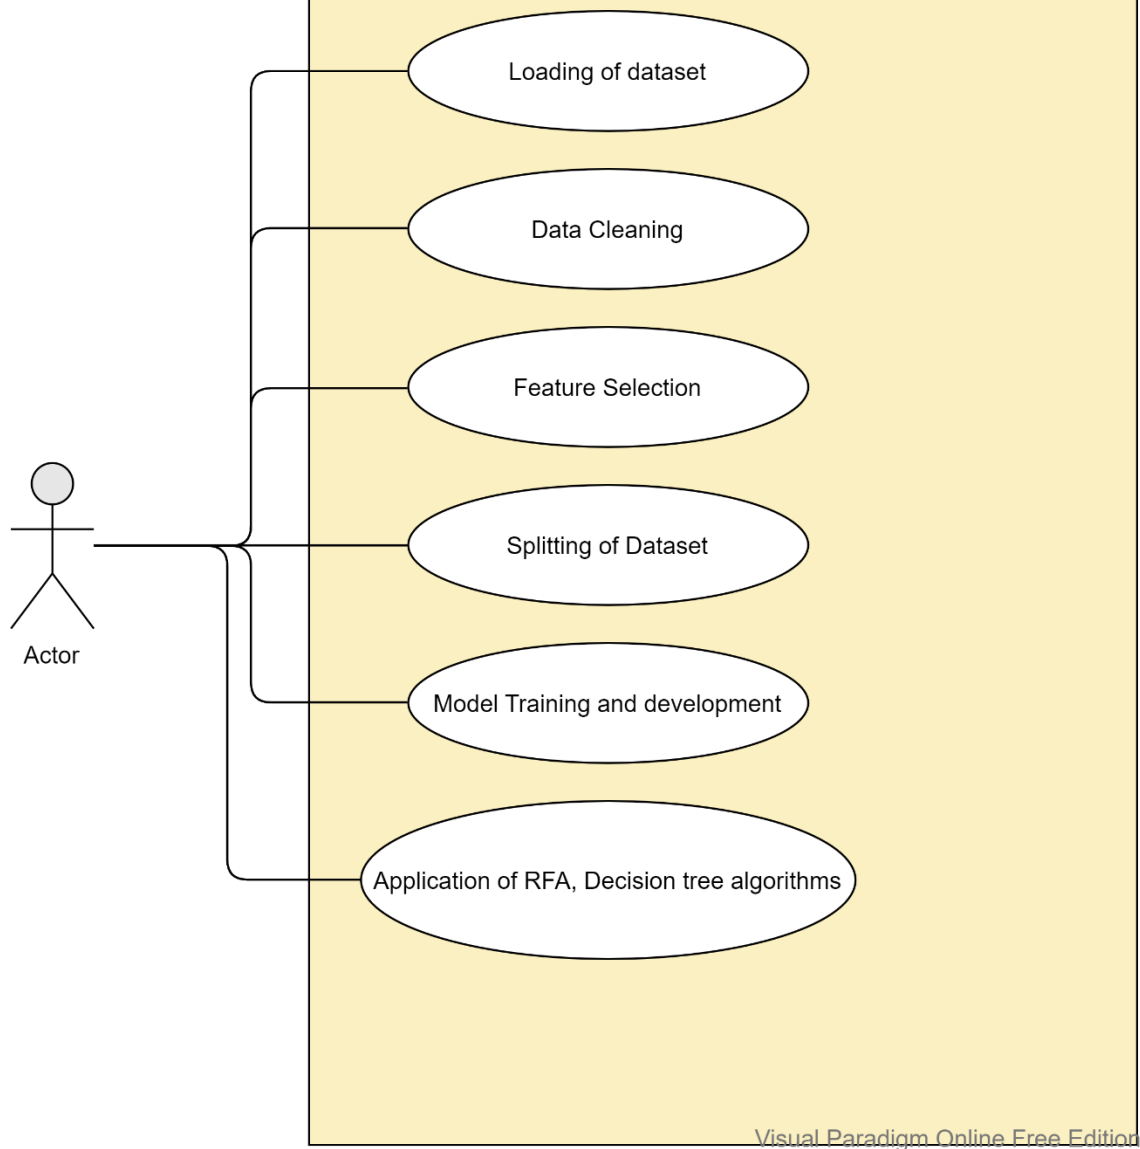 Loading of dataset
Data Cleaning
Feature Selection
Splitting of Dataset
Actor
Model Training and development
Application of RFA, Decision tree algorithms
Visual Paradigm Online Free Edition